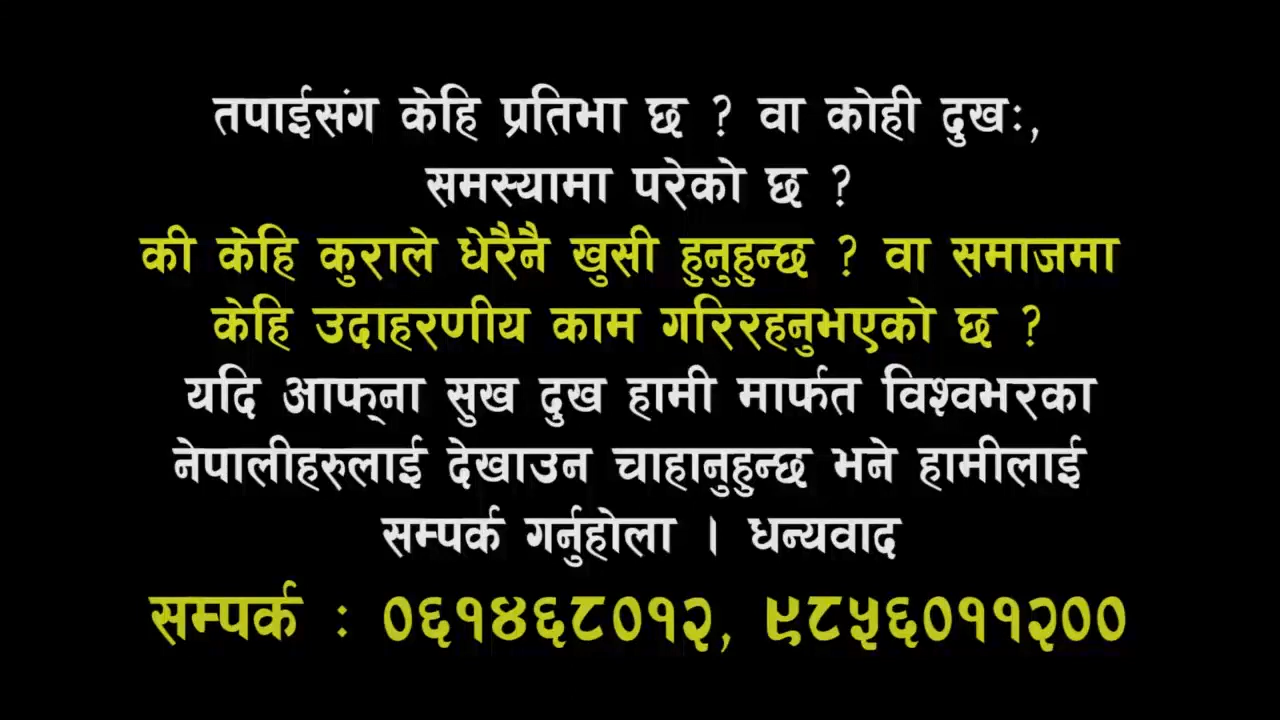 तपाईसंग केहि प्रतिभा छ ? वा कोही दुखः,
समस्यामा परेको छ ?
की केहि कुराले धेरैनै खुसी हुनुहुन्छ ? वा समाजमा
केहि उदाहरणीय काम गरिरहनुभएको छ ?
यदि आफ्‌ना सुख दुख हामी मार्फत विश्वभरका
नेपालीहरुलाई देखाउन चाहानुहुन्छ भने हामीलाई
सम्पर्क गर्नुहोला । धन्यवाद
सम्पर्क : ०६१४६८०१२, ९८५६०११२००